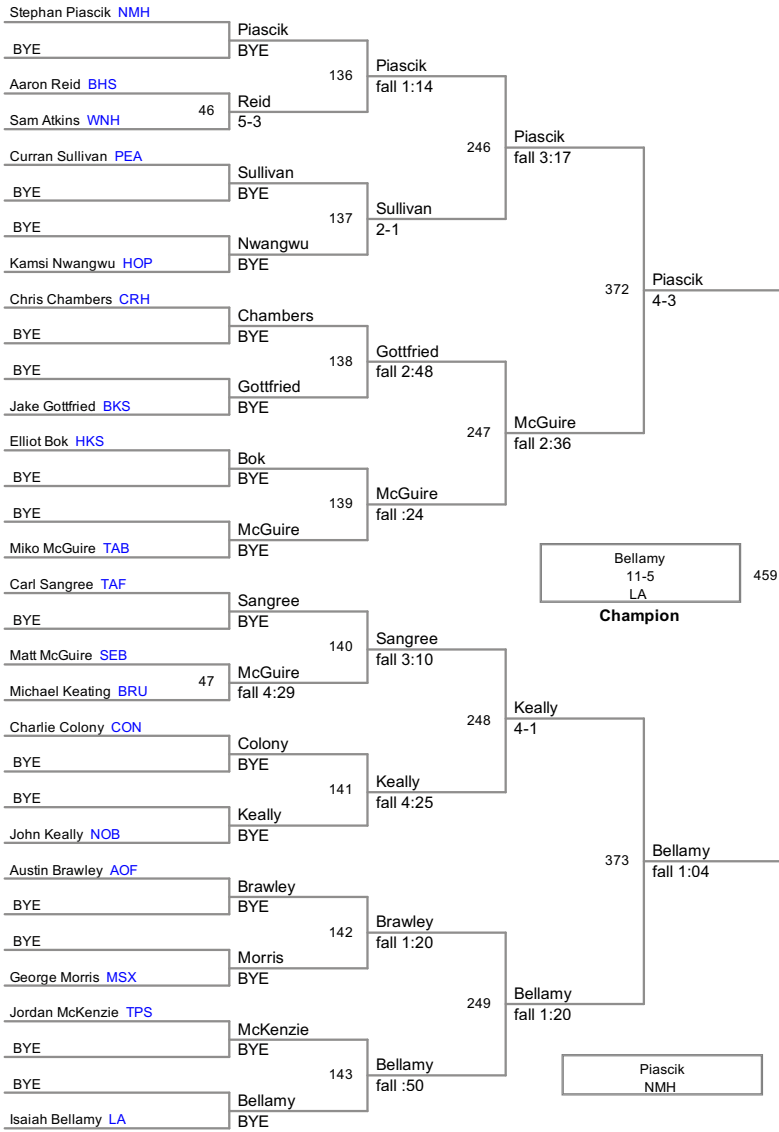 Stephan Piascik NMH
BYE
Aaron Reid BHS
Sam Atkins WNH
Curran Sullivan PEA
BYE
BYE
Kamsi Nwangwu HOP
Chris Chambers CRH
BYE
BYE
Jake Gottfried BKS
Elliot Bok HKS
BYE
BYE
Miko McGuire TAB
Carl Sangree TAF
BYE
Matt McGuire SEB
Michael Keating BRU
Charlie Colony CON
BYE
BYE
John Keally NOB
Austin Brawley AOF
BYE
BYE
George Morris MSX
Jordan McKenzie TPS
BYE
BYE
Isaiah Bellamy LA
46
47
Piascik
BYE
Reid
5-3
Sullivan
BYE
Nwangwu
BYE
Chambers
BYE
Gottfried
BYE
Bok
BYE
McGuire
BYE
Sangree
BYE
McGuire
fall 4:29
Colony
BYE
Keally
BYE
Brawley
BYE
Morris
BYE
McKenzie
BYE
Bellamy
BYE
136
137
138
139
140
141
142
143
Piascik
fall 1:14
Sullivan
2-1
Gottfried
fall 2:48
McGuire
fall :24
Sangree
fall 3:10
Keally
fall 4:25
Brawley
fall 1:20
Bellamy
fall :50
246
247
248
249
Piascik
fall 3:17
McGuire
fall 2:36
Keally
4-1
Bellamy
fall 1:20
372
373
Piascik
4-3
Bellamy
fall 1:04
Bellamy
11-5
LA
459
Champion
Piascik
NMH